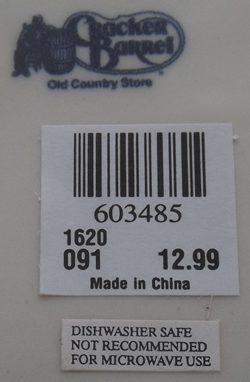 Cracker
Barrel
Old Country Store
603485
1620
091 12.99
Made in China
DISHWASHER SAFE
NOT RECOMMENDED
FOR MICROWAVE USE